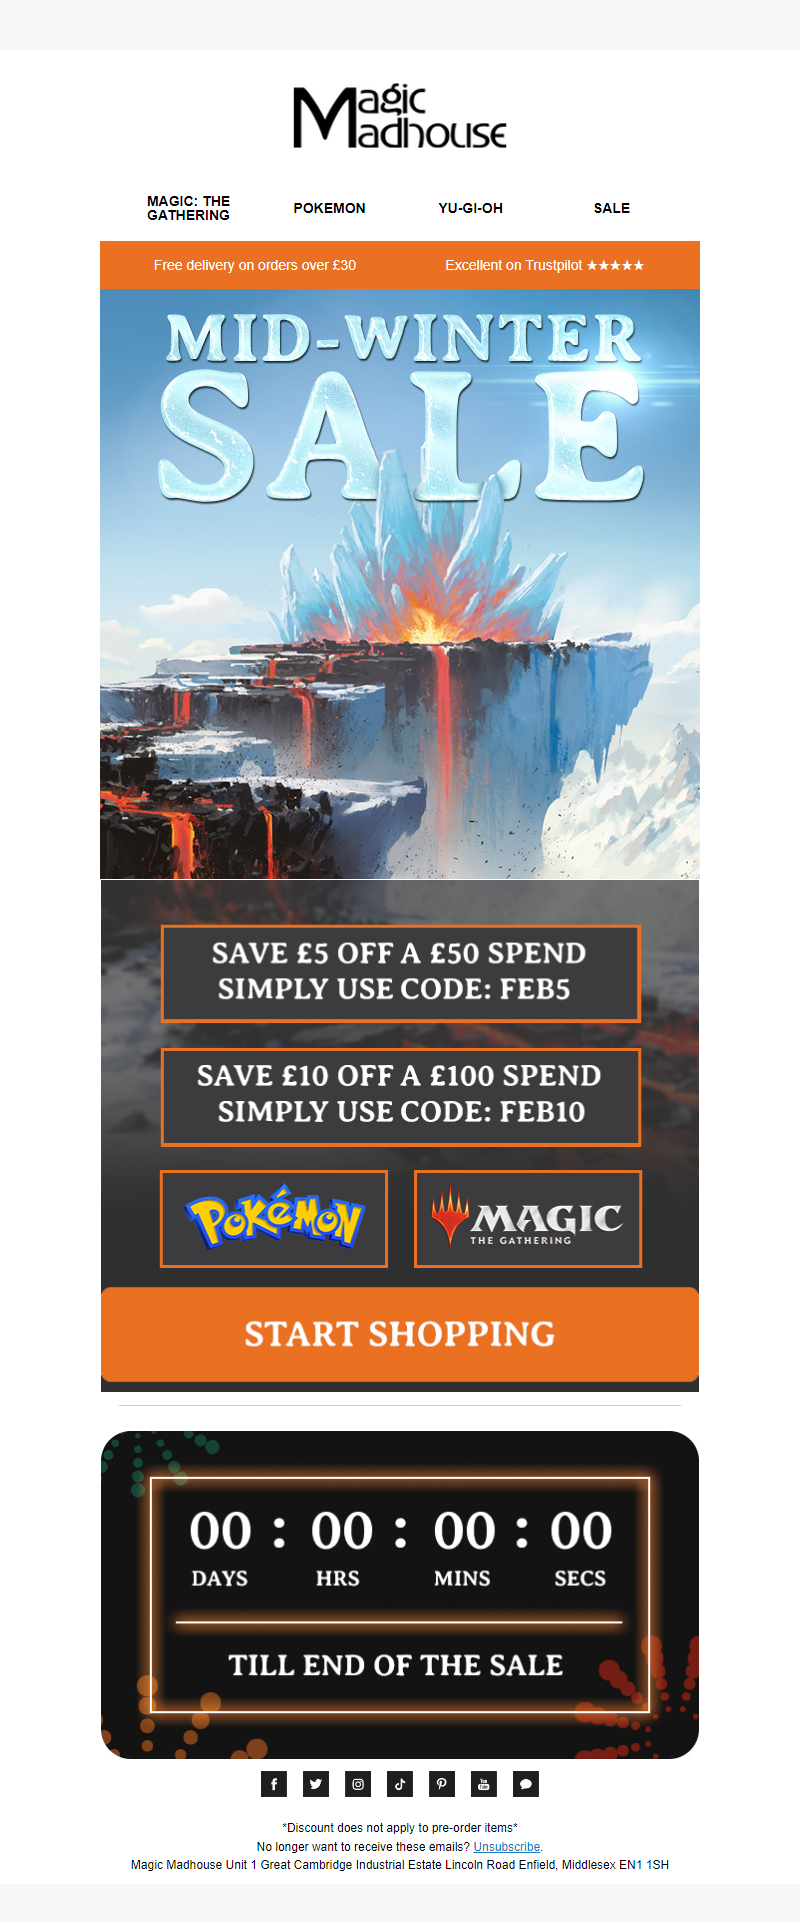 Magic
Madhouse
MAGIC: THE
GATHERING
POKEMON
YU-GI-OH
SALE
Free delivery on orders over £30
Excellent on Trustpilot ★★★★★
MID-WINTER
SALE
SAVE £5 OFF A £50 SPEND
SIMPLY USE CODE: FEB5
SAVE £10 OFF A £100 SPEND
SIMPLY USE CODE: FEB10
POKéMON
MAGIC
THE GATHERING
START SHOPPING
00 : 00 : 00 : 00
DAYS HRS MINS SECS
TILL END OF THE SALE
You Tube
*Discount does not apply to pre-order items*
No longer want to receive these emails? Unsubscribe.
Magic Madhouse Unit 1 Great Cambridge Industrial Estate Lincoln Road Enfield, Middlesex EN1 1SH